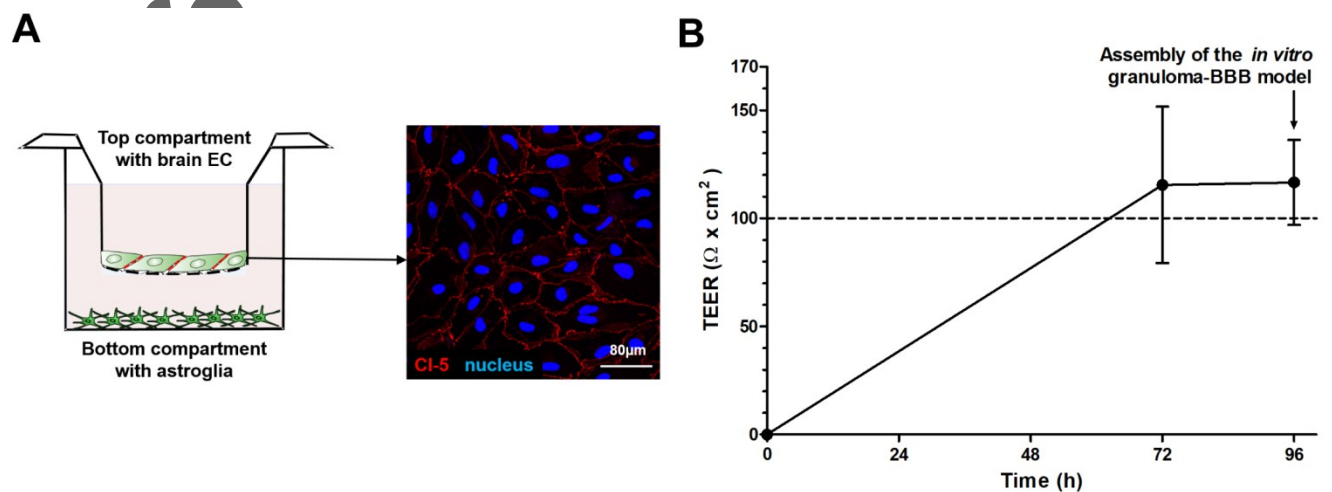 A
Top compartment
with brain EC
Bottom compartment
with astroglia
Cl-5 nucleus
80µm
B
Assembly of the in vitro
granuloma-BBB model
TEER (Ω x cm²)
170
150
100
50
0
0 24 48 72 96
Time (h)